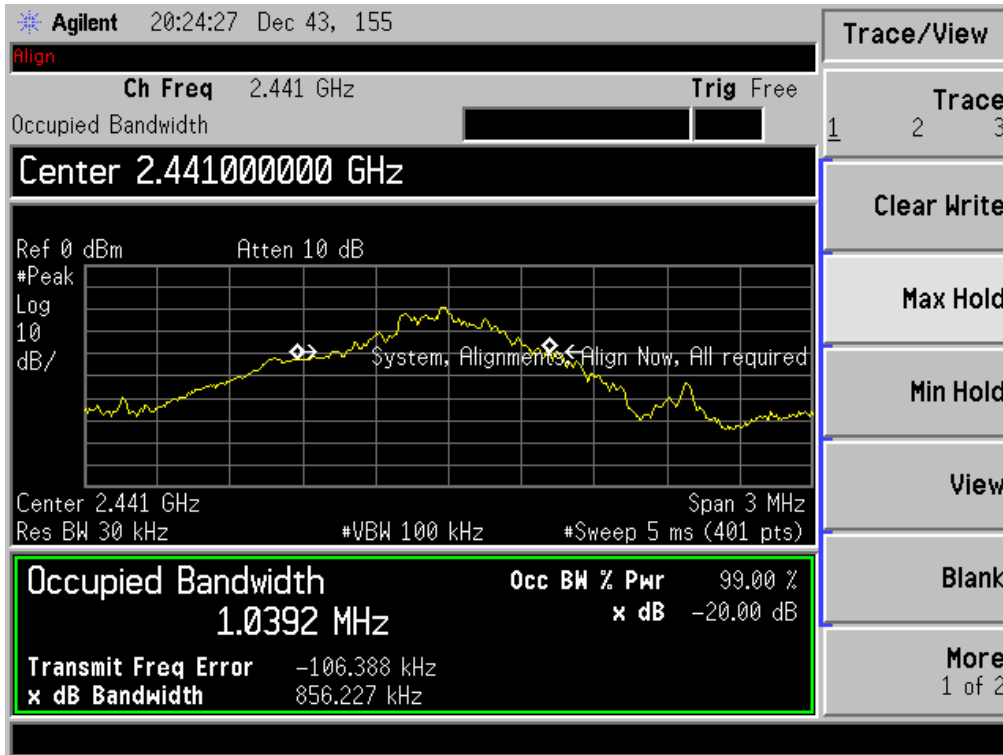 Agilent 20:24:27 Dec 43, 155
Trace/View
Align
Ch Freq 2.441 GHz Trig Free
Occupied Bandwidth
Trace
1 2 3
Center 2.441000000 GHz
Clear Write
Ref 0 dBm Atten 10 dB
#Peak
Log
10
dB/
Max Hold
System, Alignments, Align Now, All required
Min Hold
Center 2.441 GHz Span 3 MHz
Res BW 30 kHz #VBW 100 kHz #Sweep 5 ms (401 pts)
View
Occupied Bandwidth
1.0392 MHz
Occ BW % Pwr 99.00 %
x dB -20.00 dB
Blank
Transmit Freq Error -106.388 kHz
x dB Bandwidth 856.227 kHz
More
1 of 2